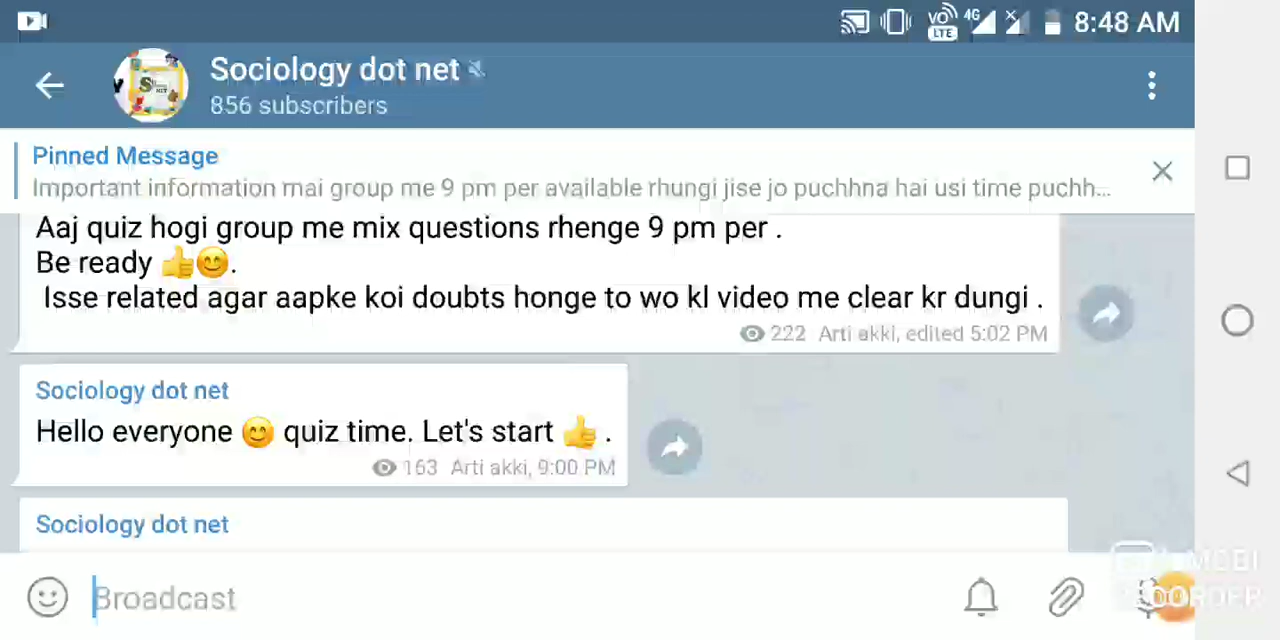 VO 4G 8:48 AM
LTE
Sociology dot net
856 subscribers
Pinned Message
Important information mai group me 9 pm per available rhungi jise jo puchhna hai usi time puchh...
Aaj quiz hogi group me mix questions rhenge 9 pm per .
Be ready 👍😊.
Isse related agar aapke koi doubts honge to wo kl video me clear kr dungi .
222 Arti akki, edited 5:02 PM
Sociology dot net
Hello everyone 😊 quiz time. Let's start 👍 .
163 Arti akki, 9:00 PM
Sociology dot net
Broadcast